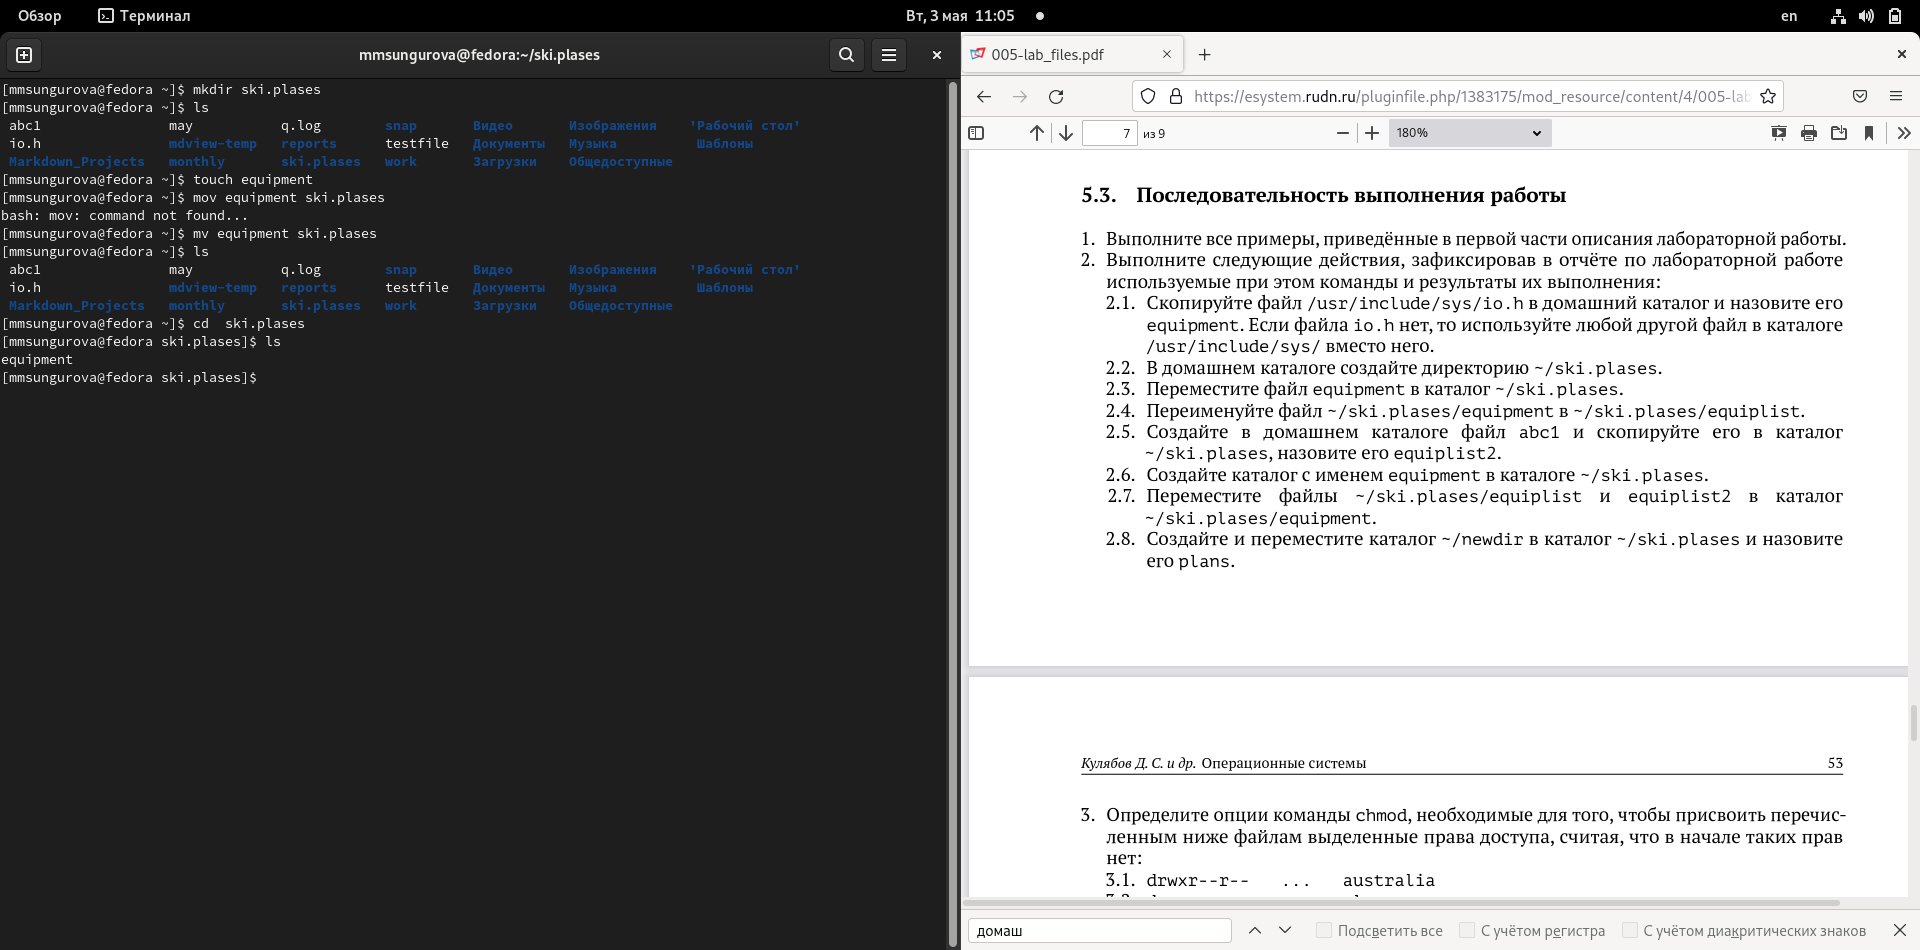 Обзор Терминал Вт, 3 мая 11:05 en
mmsungurova@fedora:~/ski.plases
[mmsungurova@fedora ~]$ mkdir ski.plases
[mmsungurova@fedora ~]$ ls
abc1 may q.log snap Видео Изображения 'Рабочий стол'
io.h mdview-temp reports testfile Документы Музыка Шаблоны
Markdown_Projects monthly ski.plases work Загрузки Общедоступные
[mmsungurova@fedora ~]$ touch equipment
[mmsungurova@fedora ~]$ mov equipment ski.plases
bash: mov: command not found...
[mmsungurova@fedora ~]$ mv equipment ski.plases
[mmsungurova@fedora ~]$ ls
abc1 may q.log snap Видео Изображения 'Рабочий стол'
io.h mdview-temp reports testfile Документы Музыка Шаблоны
Markdown_Projects monthly ski.plases work Загрузки Общедоступные
[mmsungurova@fedora ~]$ cd  ski.plases
[mmsungurova@fedora ski.plases]$ ls
equipment
[mmsungurova@fedora ski.plases]$
005-lab_files.pdf
https://esystem.rudn.ru/pluginfile.php/1383175/mod_resource/content/4/005-lab
7 из 9 180%
5.3. Последовательность выполнения работы
1. Выполните все примеры, приведённые в первой части описания лабораторной работы.
2. Выполните следующие действия, зафиксировав в отчёте по лабораторной работе
используемые при этом команды и результаты их выполнения:
2.1. Скопируйте файл /usr/include/sys/io.h в домашний каталог и назовите его
equipment. Если файла io.h нет, то используйте любой другой файл в каталоге
/usr/include/sys/ вместо него.
2.2. В домашнем каталоге создайте директорию ~/ski.plases.
2.3. Переместите файл equipment в каталог ~/ski.plases.
2.4. Переименуйте файл ~/ski.plases/equipment в ~/ski.plases/equiplist.
2.5. Создайте в домашнем каталоге файл abc1 и скопируйте его в каталог
~/ski.plases, назовите его equiplist2.
2.6. Создайте каталог с именем equipment в каталоге ~/ski.plases.
2.7. Переместите файлы ~/ski.plases/equiplist и equiplist2 в каталог
~/ski.plases/equipment.
2.8. Создайте и переместите каталог ~/newdir в каталог ~/ski.plases и назовите
его plans.
Кулябов Д. С. и др. Операционные системы 53
3. Определите опции команды chmod, необходимые для того, чтобы присвоить перечис-
ленным ниже файлам выделенные права доступа, считая, что в начале таких прав
нет:
3.1. drwxr--r-- ... australia
домаш Подсветить все С учётом регистра С учётом диакритических знаков